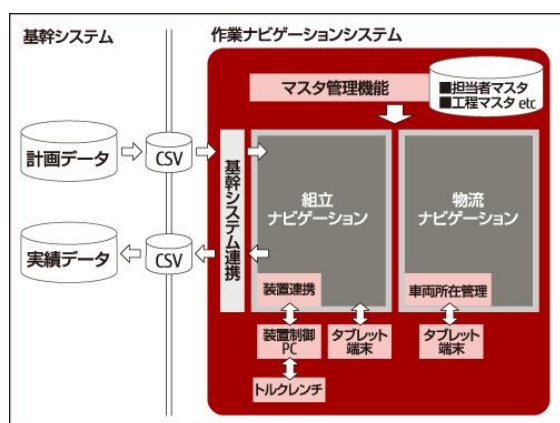 基幹システム
作業ナビゲーションシステム
マスタ管理機能
■担当者マスタ
■工程マスタ etc
計画データ
CSV
基幹システム連携
組立
ナビゲーション
物流
ナビゲーション
実績データ
CSV
装置連携
車両所在管理
装置制御
PC
タブレット
端末
タブレット
端末
トルクレンチ